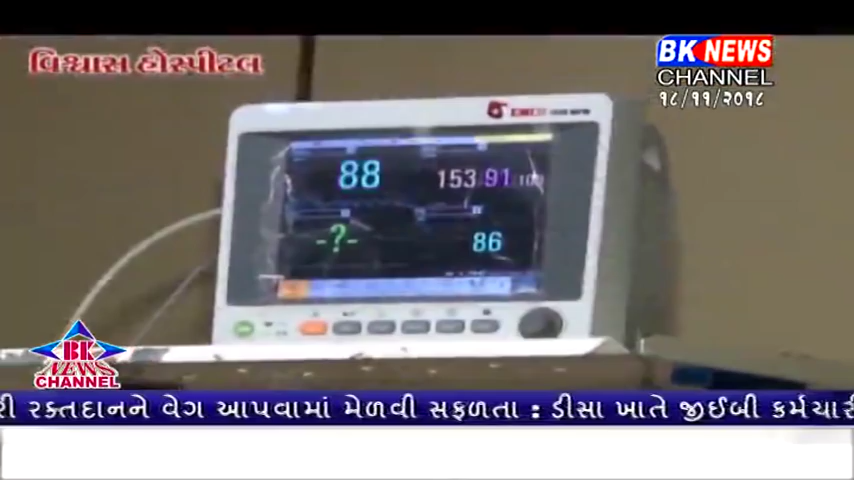 વિશ્વાસ હોસ્પીટલ
BK NEWS
CHANNEL
૧૮/૧૧/૨૦૧૮
88
153/91
-?-
86
BK
NEWS
CHANNEL
રી રક્તદાનને વેગ આપવામાં મેળવી સફળતા : ડીસા ખાતે જીઈબી કર્મચારી